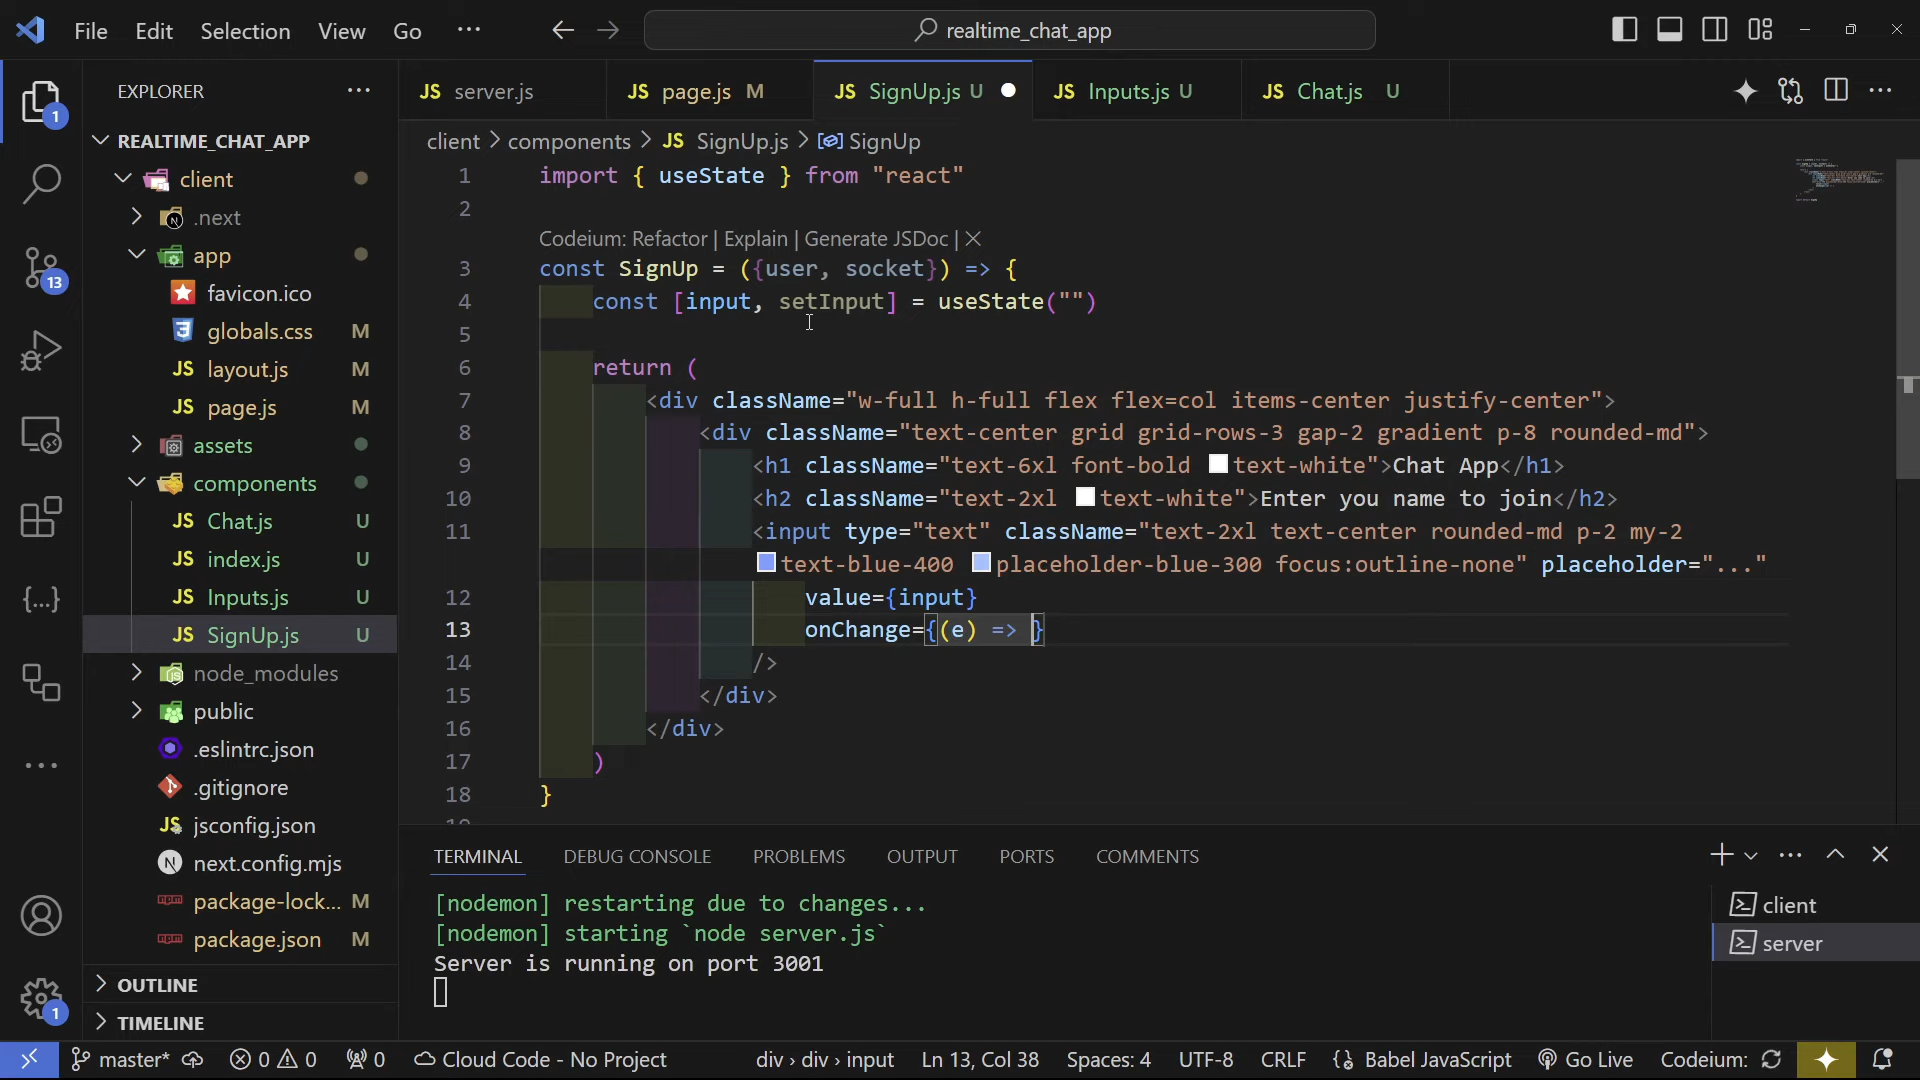 File Edit Selection View Go ··· realtime_chat_app
EXPLORER ···
REALTIME_CHAT_APP
client
.next
app
favicon.ico
globals.css M
layout.js M
page.js M
assets
components
Chat.js U
index.js U
Inputs.js U
SignUp.js U
node_modules
public
.eslintrc.json
.gitignore
jsconfig.json
next.config.mjs
package-lock... M
package.json M
OUTLINE
TIMELINE
1
13
1
JS server.js JS page.js M JS SignUp.js U JS Inputs.js U JS Chat.js U
client > components > JS SignUp.js > SignUp
1 import { useState } from "react"
2
Codeium: Refactor | Explain | Generate JSDoc | X
3 const SignUp = ({user, socket}) => {
4 const [input, setInput] = useState("")
5
6 return (
7 <div className="w-full h-full flex flex=col items-center justify-center">
8 <div className="text-center grid grid-rows-3 gap-2 gradient p-8 rounded-md">
9 <h1 className="text-6xl font-bold text-white">Chat App</h1>
10 <h2 className="text-2xl text-white">Enter you name to join</h2>
11 <input type="text" className="text-2xl text-center rounded-md p-2 my-2
text-blue-400 placeholder-blue-300 focus:outline-none" placeholder="..."
12 value={input}
13 onChange={(e) => }
14 />
15 </div>
16 </div>
17 )
18 }
TERMINAL DEBUG CONSOLE PROBLEMS OUTPUT PORTS COMMENTS
[nodemon] restarting due to changes...
[nodemon] starting `node server.js`
Server is running on port 3001
client
server
master* 0 0 0 Cloud Code - No Project div › div › input Ln 13, Col 38 Spaces: 4 UTF-8 CRLF Babel JavaScript Go Live Codeium: